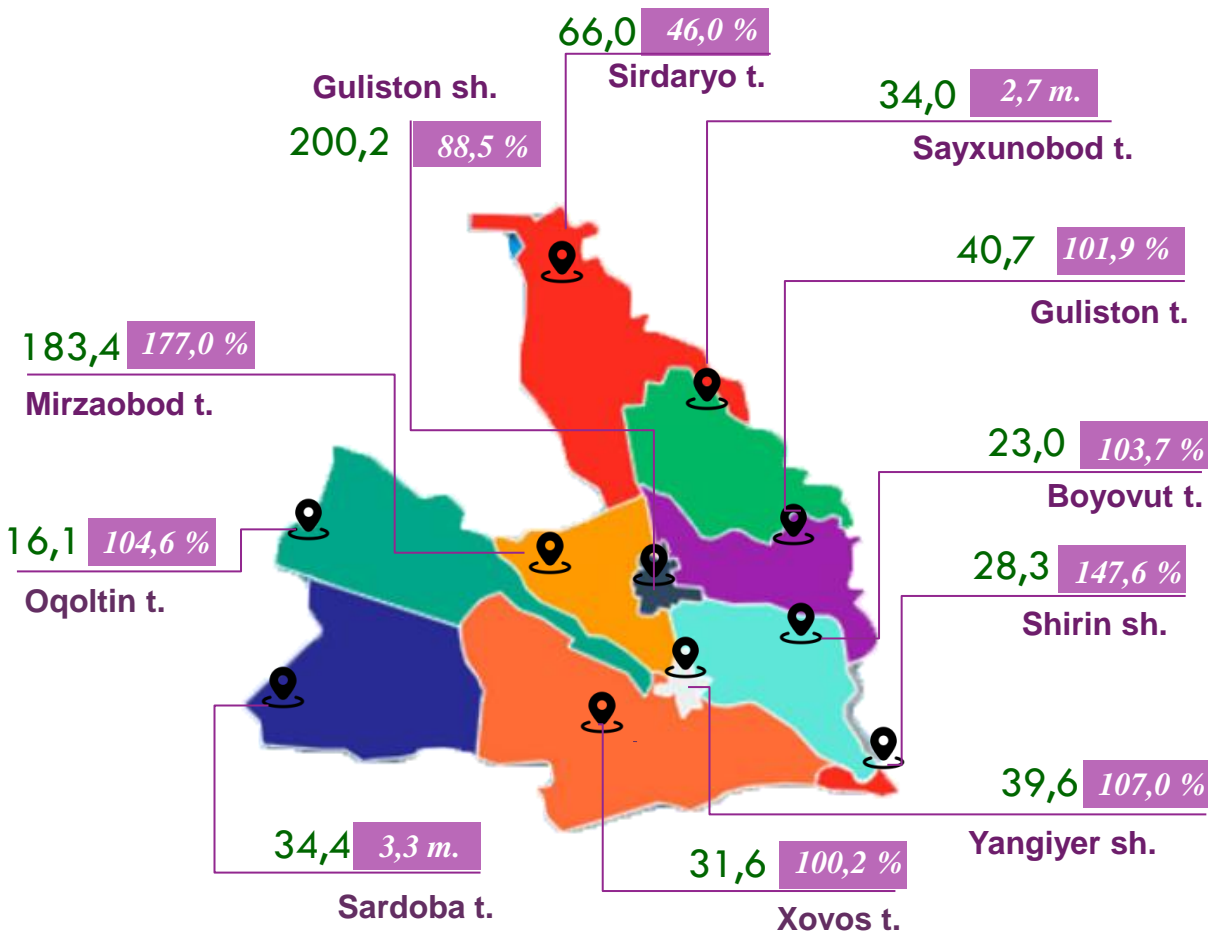 66,0 46,0 %
Sirdaryo t.
Guliston sh.
200,2 88,5 %
34,0 2,7 m.
Sayxunobod t.
40,7 101,9 %
Guliston t.
183,4 177,0 %
Mirzaobod t.
23,0 103,7 %
Boyovut t.
16,1 104,6 %
Oqoltin t.
28,3 147,6 %
Shirin sh.
39,6 107,0 %
Yangiyer sh.
34,4 3,3 m.
Sardoba t.
31,6 100,2 %
Xovos t.